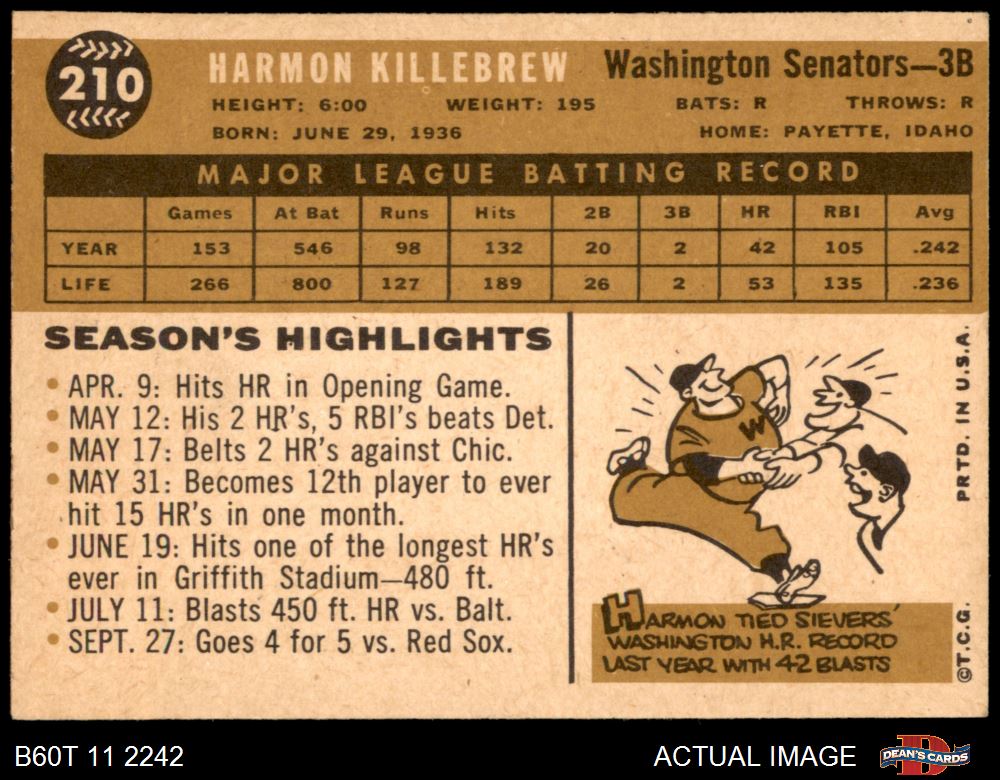 210
HARMON KILLEBREW Washington Senators—3B
HEIGHT: 6:00 WEIGHT: 195 BATS: R THROWS: R
BORN: JUNE 29, 1936 HOME: PAYETTE, IDAHO
MAJOR LEAGUE BATTING RECORD
Games At Bat Runs Hits 2B 3B HR RBI Avg
YEAR 153 546 98 132 20 2 42 105 .242
LIFE 266 800 127 189 26 2 53 135 .236
SEASON'S HIGHLIGHTS
• APR. 9: Hits HR in Opening Game.
• MAY 12: His 2 HR's, 5 RBI's beats Det.
• MAY 17: Belts 2 HR's against Chic.
• MAY 31: Becomes 12th player to ever
hit 15 HR's in one month.
• JUNE 19: Hits one of the longest HR's
ever in Griffith Stadium—480 ft.
• JULY 11: Blasts 450 ft. HR vs. Balt.
• SEPT. 27: Goes 4 for 5 vs. Red Sox.
W
HARMON TIED SIEVERS'
WASHINGTON H.R. RECORD
LAST YEAR WITH 42 BLASTS
©T.C.G. PRTD. IN U.S.A.
B60T 11 2242 ACTUAL IMAGE
DEAN'S CARDS